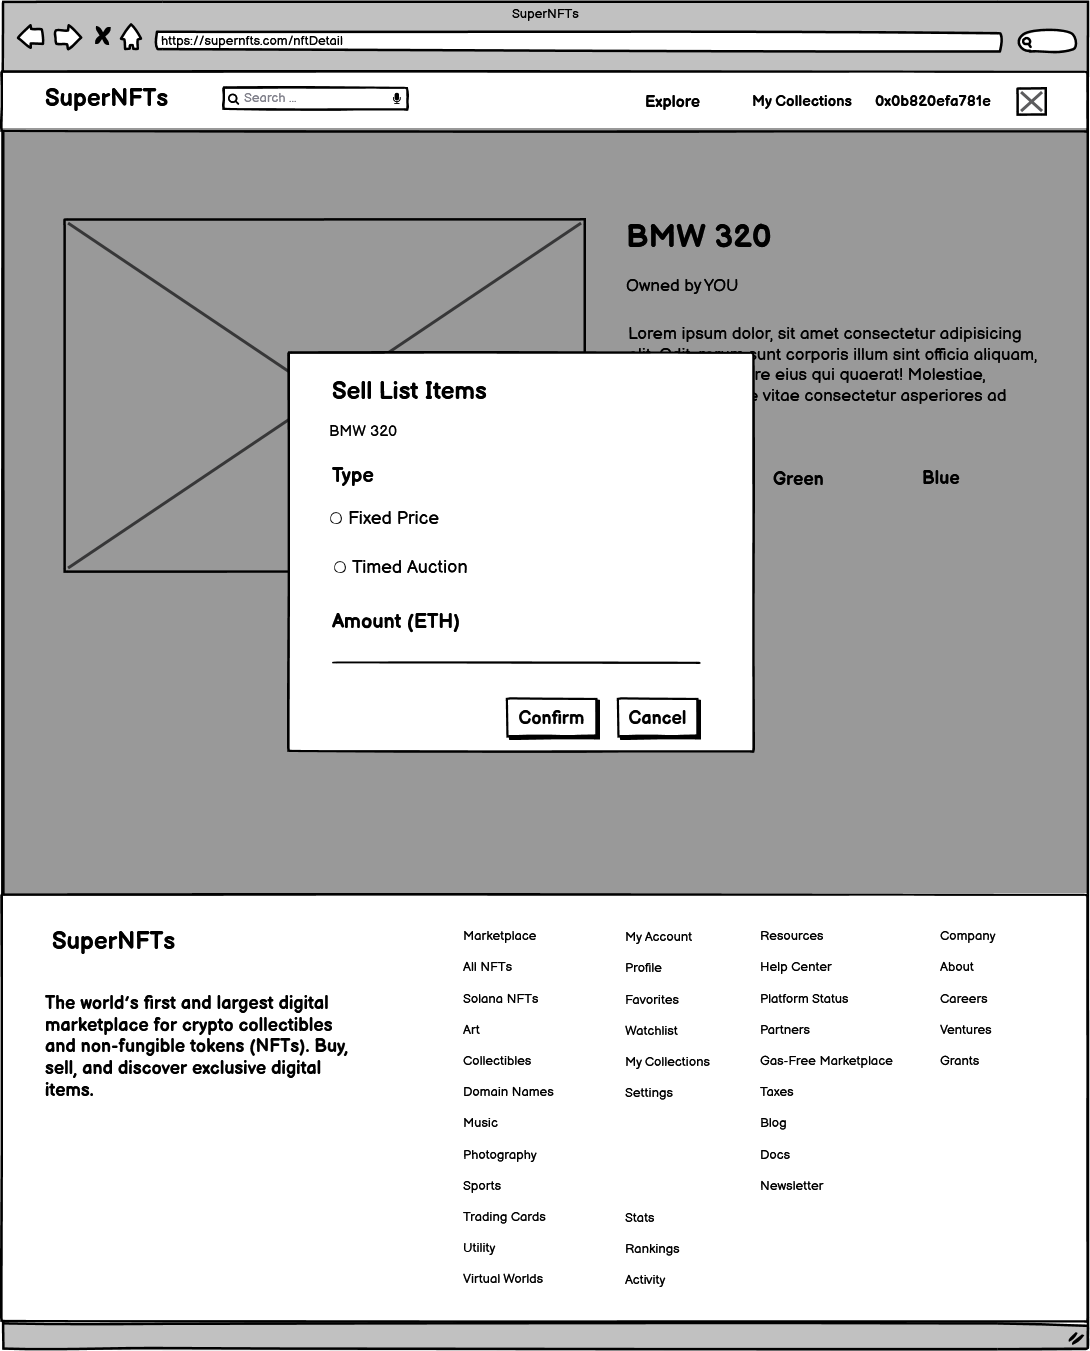 SuperNFTs
https://supernfts.com/nftDetail
SuperNFTs
Search ...
Explore
My Collections
0x0b820efa781e
BMW 320
Owned by YOU
Lorem ipsum dolor, sit amet consectetur adipisicing
sunt corporis illum sint officia aliquam,
eius qui quaerat! Molestiae,
vitae consectetur asperiores ad
Green
Blue
Sell List Items
BMW 320
Type
Fixed Price
Timed Auction
Amount (ETH)
Confirm
Cancel
SuperNFTs
The world's first and largest digital
marketplace for crypto collectibles
and non-fungible tokens (NFTs). Buy,
sell, and discover exclusive digital
items.
Marketplace
All NFTs
Solana NFTs
Art
Collectibles
Domain Names
Music
Photography
Sports
Trading Cards
Utility
Virtual Worlds
My Account
Profile
Favorites
Watchlist
My Collections
Settings
Stats
Rankings
Activity
Resources
Help Center
Platform Status
Partners
Gas-Free Marketplace
Taxes
Blog
Docs
Newsletter
Company
About
Careers
Ventures
Grants